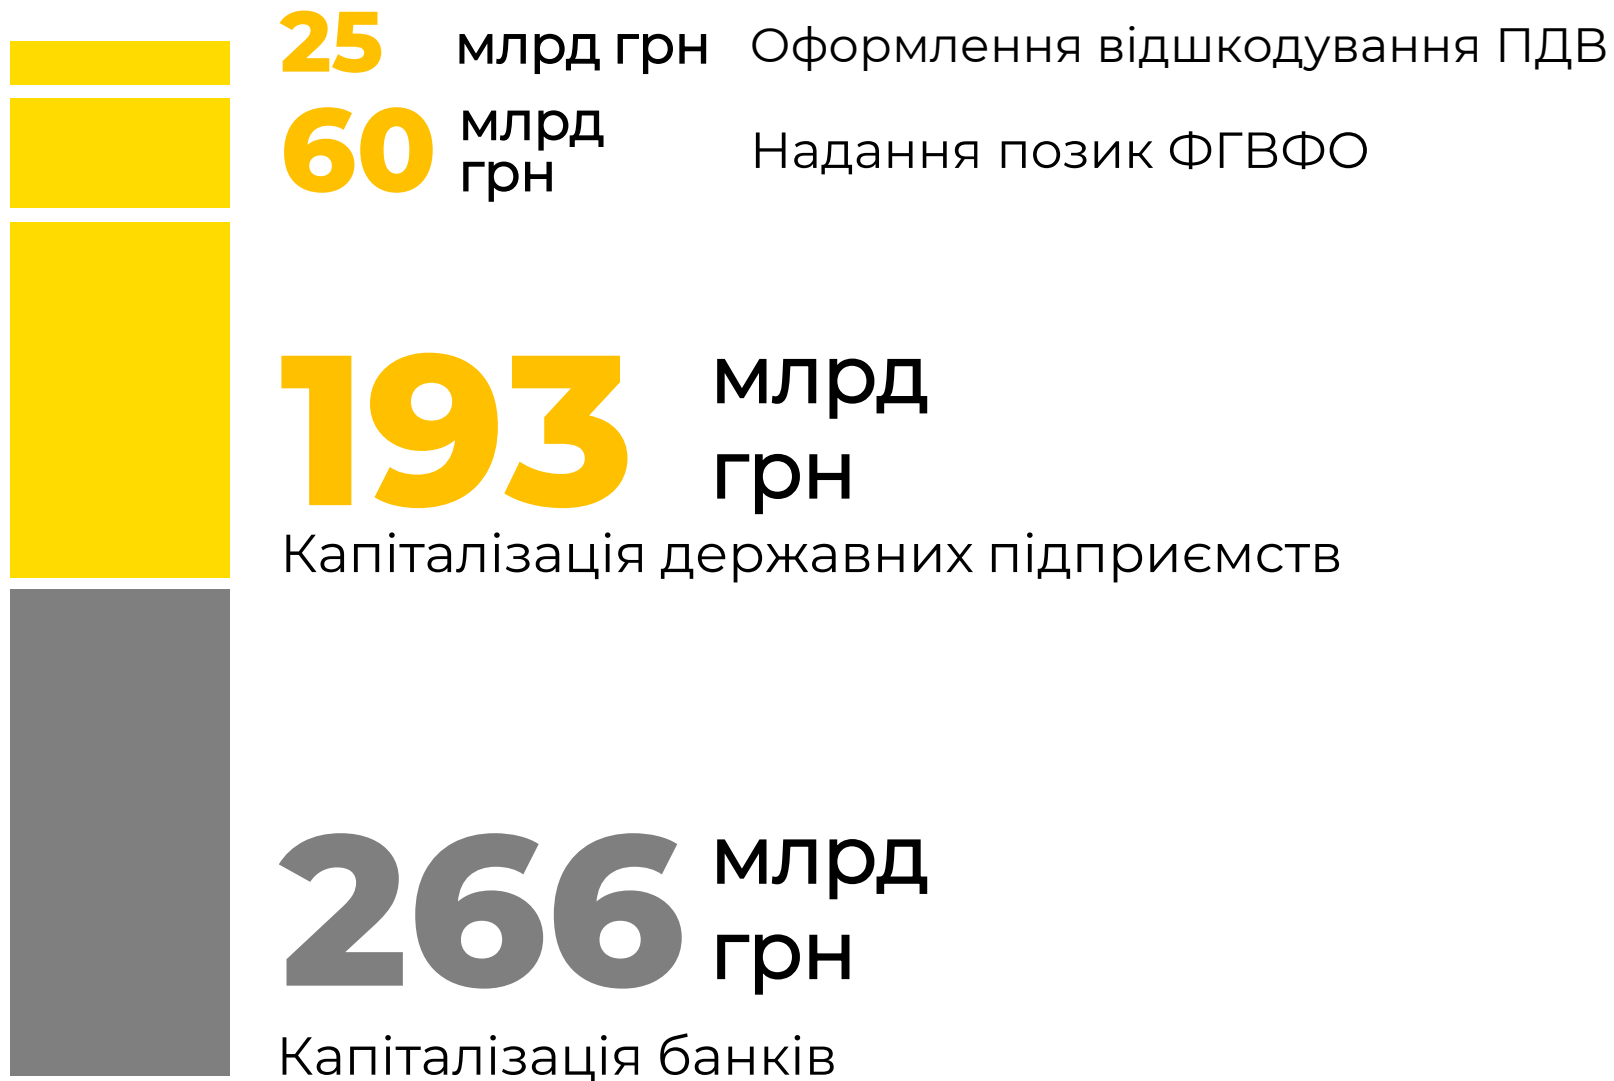 25 млрд грн Оформлення відшкодування ПДВ
60 млрд
грн
Надання позик ФГВФО
193 млрд
грн
Капіталізація державних підприємств
266 млрд
грн
Капіталізація банків